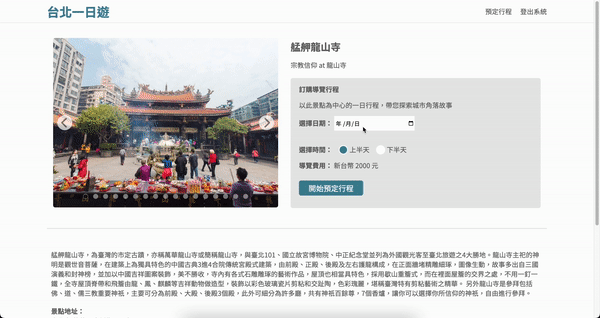 台北一日遊
預定行程
登出系統
艋舺龍山寺
宗教信仰 at 龍山寺
訂購導覽行程
以此景點為中心的一日行程，帶您探索城市角落故事
選擇日期： 年 /月/日
選擇時間： 上半天 下半天
導覽費用： 新台幣 2000 元
開始預定行程
艋舺龍山寺，為臺灣的市定古蹟，亦稱萬華龍山寺或簡稱龍山寺，與臺北101、國立故宮博物院、中正紀念堂並列為外國觀光客至臺北旅遊之4大勝地，龍山寺主祀的神
明是觀世音菩薩，在建築上為獨具特色的中國古典3進4合院傳統宮殿式建築，由前殿、正殿、後殿及左右護龍構成，在正面牆堵精雕細琢，圖像生動，故事多出自三國
演義和封神榜，並加以中國吉祥圖案裝飾，美不勝收，寺內有各式石雕雕琢的藝術作品，屋頂也相當具特色，採用歇山重簷式，而在裡面屋簷的交界之處，不用一釘一
鐵，全寺屋頂脊帶和飛簷由龍、鳳、麒麟等吉祥動物做造型，裝飾以彩色玻璃瓷片剪粘和交趾陶，色彩瑰麗，堪稱臺灣特有剪粘藝術之精華。 另外龍山寺是參拜包括
佛、道、儒三教重要神祇，主要可分為前殿、大殿、後殿3個殿，此外可細分為許多廳，共有神祇百餘尊，7個香爐，讓你可以選擇你所信仰的神祇，自由進行參拜。
景點地址：